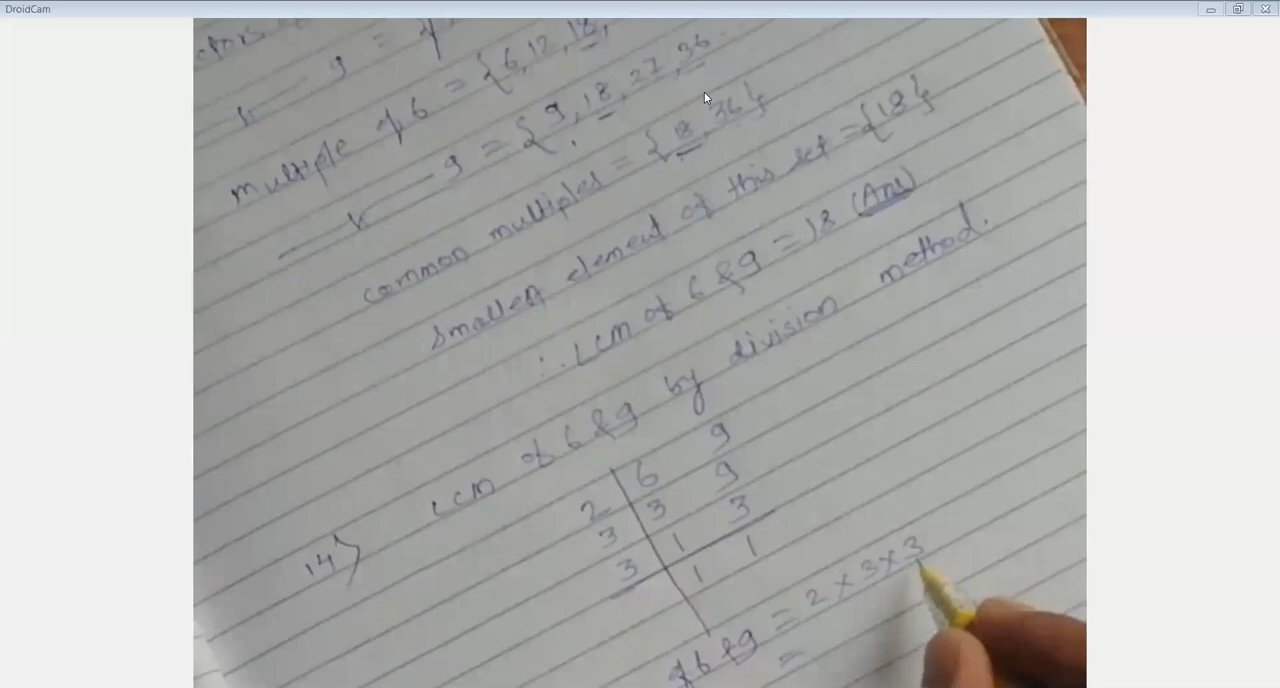 DroidCam
9 = {
multiple of 6 = {6, 12, 18,
9 = {9, 18, 27, 36
common multiples = {18, 36}
smallest element of this set = {18}
∴ LCM of 6 & 9 = 18 (Ans)
14) LCM of 6 & 9 by division method.
6 9
2 3 9
3 1 3
3 1 1
of 6 & 9 = 2 × 3 × 3
=